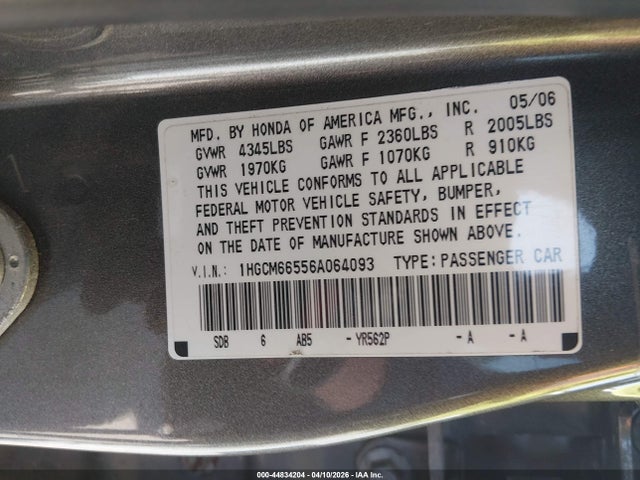 MFD. BY HONDA OF AMERICA MFG., INC. 05/06
GVWR 4345LBS GAWR F 2360LBS R 2005LBS
GVWR 1970KG GAWR F 1070KG R 910KG
THIS VEHICLE CONFORMS TO ALL APPLICABLE
FEDERAL MOTOR VEHICLE SAFETY, BUMPER,
AND THEFT PREVENTION STANDARDS IN EFFECT
ON THE DATE OF MANUFACTURE SHOWN ABOVE.
V.I.N.: 1HGCM66556A064093 TYPE: PASSENGER CAR
SDB 6 AB5 -YR562P -A -A
000-44834204 | 04/10/2026 | COPART